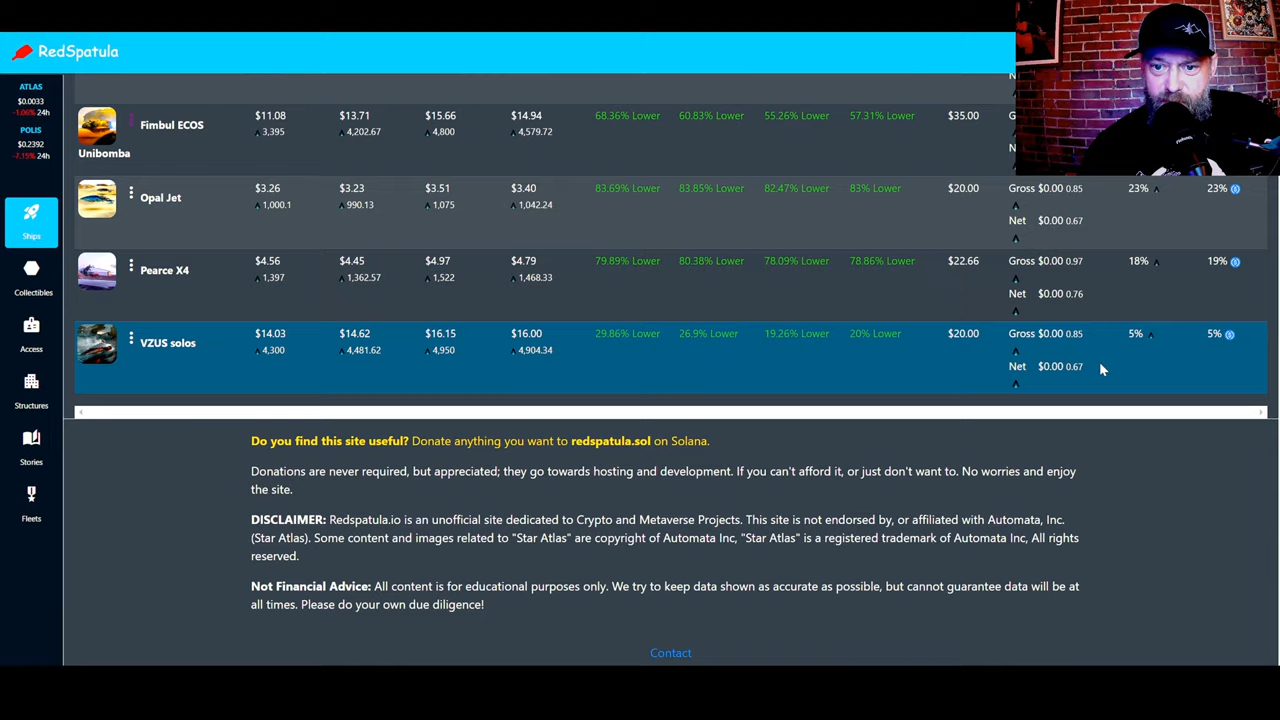 RedSpatula
ATLAS
$0.0033
-1.06% 24h
POLIS
$0.2392
-7.15% 24h
Ships
Collectibles
Access
Structures
Stories
Fleets
Fimbul ECOS Unibomba $11.08 $13.71 $15.66 $14.94 68.36% Lower 60.83% Lower 55.26% Lower 57.31% Lower $35.00
3,395 4,202.67 4,800 4,579.72
Opal Jet $3.26 $3.23 $3.51 $3.40 83.69% Lower 83.85% Lower 82.47% Lower 83% Lower $20.00 Gross $0.00 0.85 23% 23%
1,000.1 990.13 1,075 1,042.24
Net $0.00 0.67
Pearce X4 $4.56 $4.45 $4.97 $4.79 79.89% Lower 80.38% Lower 78.09% Lower 78.86% Lower $22.66 Gross $0.00 0.97 18% 19%
1,397 1,362.57 1,522 1,468.33
Net $0.00 0.76
VZUS solos $14.03 $14.62 $16.15 $16.00 29.86% Lower 26.9% Lower 19.26% Lower 20% Lower $20.00 Gross $0.00 0.85 5% 5%
4,300 4,481.62 4,950 4,904.34
Net $0.00 0.67
Do you find this site useful? Donate anything you want to redspatula.sol on Solana.
Donations are never required, but appreciated; they go towards hosting and development. If you can't afford it, or just don't want to. No worries and enjoy
the site.
DISCLAIMER: Redspatula.io is an unofficial site dedicated to Crypto and Metaverse Projects. This site is not endorsed by, or affiliated with Automata, Inc.
(Star Atlas). Some content and images related to "Star Atlas" are copyright of Automata Inc, "Star Atlas" is a registered trademark of Automata Inc, All rights
reserved.
Not Financial Advice: All content is for educational purposes only. We try to keep data shown as accurate as possible, but cannot guarantee data will be at
all times. Please do your own due diligence!
Contact